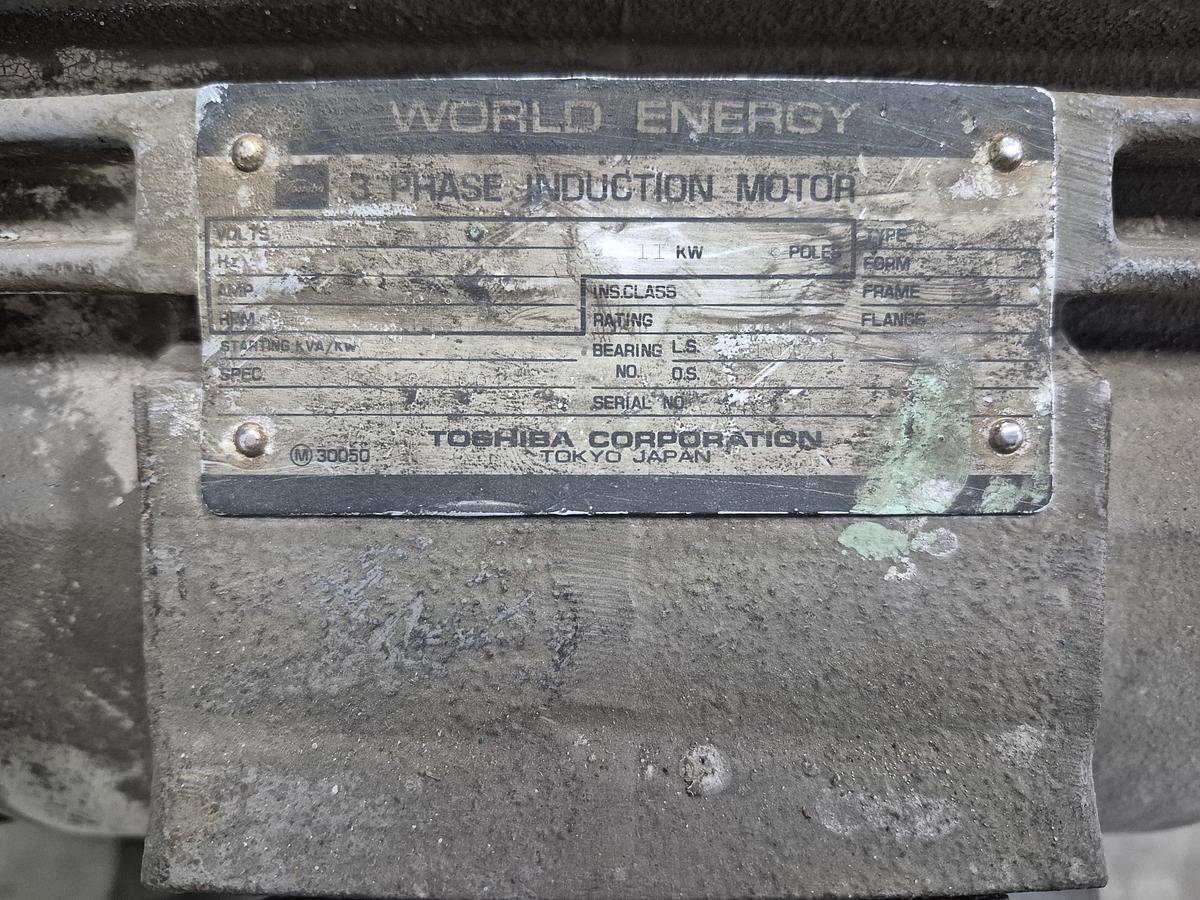 WORLD ENERGY
Toshiba 3 PHASE INDUCTION MOTOR
VOLTS
Hz
11 KW POLES
TYPE
FORM
AMP
INS.CLASS
FRAME
RPM
RATING
FLANGE
STARTING KVA/KW
BEARING L.S.
SPEC.
NO. O.S.
SERIAL NO
TOSHIBA CORPORATION
M 30050 TOKYO JAPAN